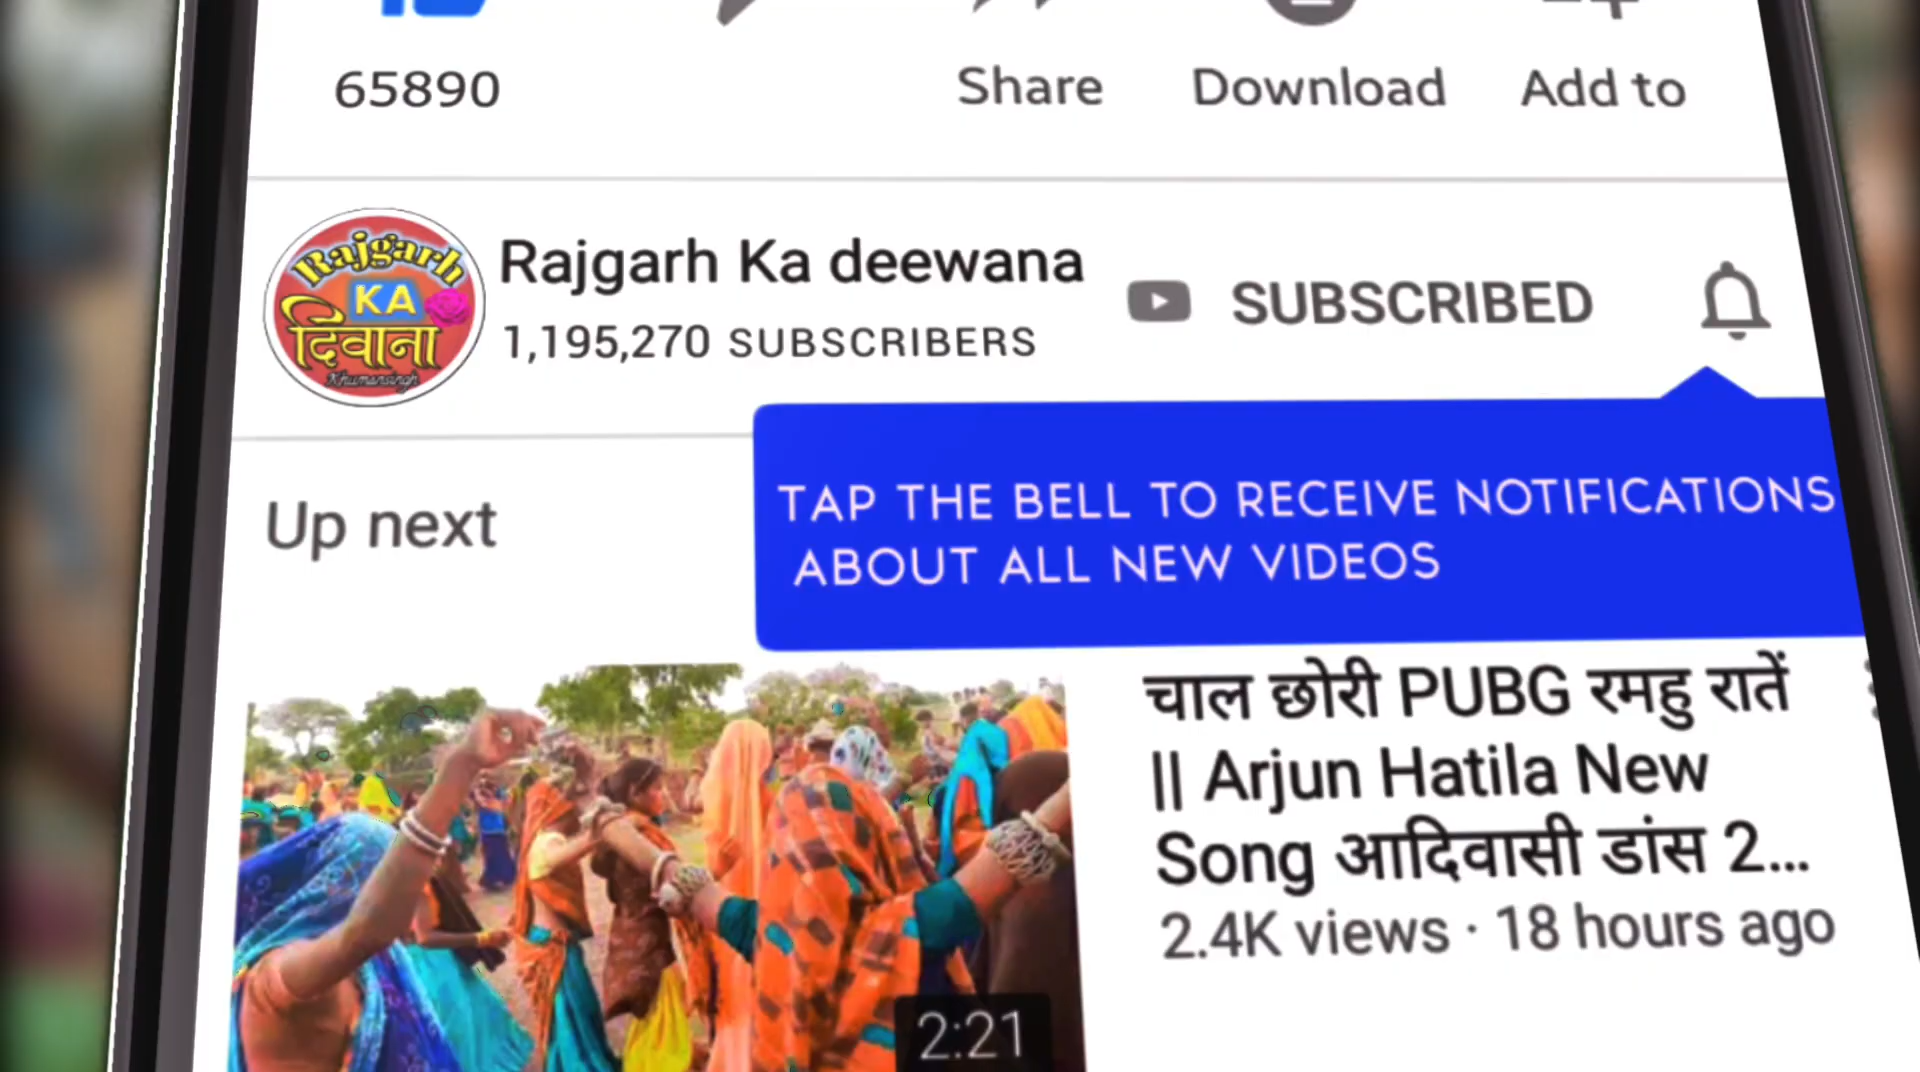 65890
Share
Download
Add to
Rajgarh
KA
दिवाना
Khumansingh
Rajgarh Ka deewana
1,195,270 SUBSCRIBERS
SUBSCRIBED
TAP THE BELL TO RECEIVE NOTIFICATIONS
ABOUT ALL NEW VIDEOS
Up next
चाल छोरी PUBG रमहु रातें
|| Arjun Hatila New
Song आदिवासी डांस 2...
2.4K views · 18 hours ago
2:21